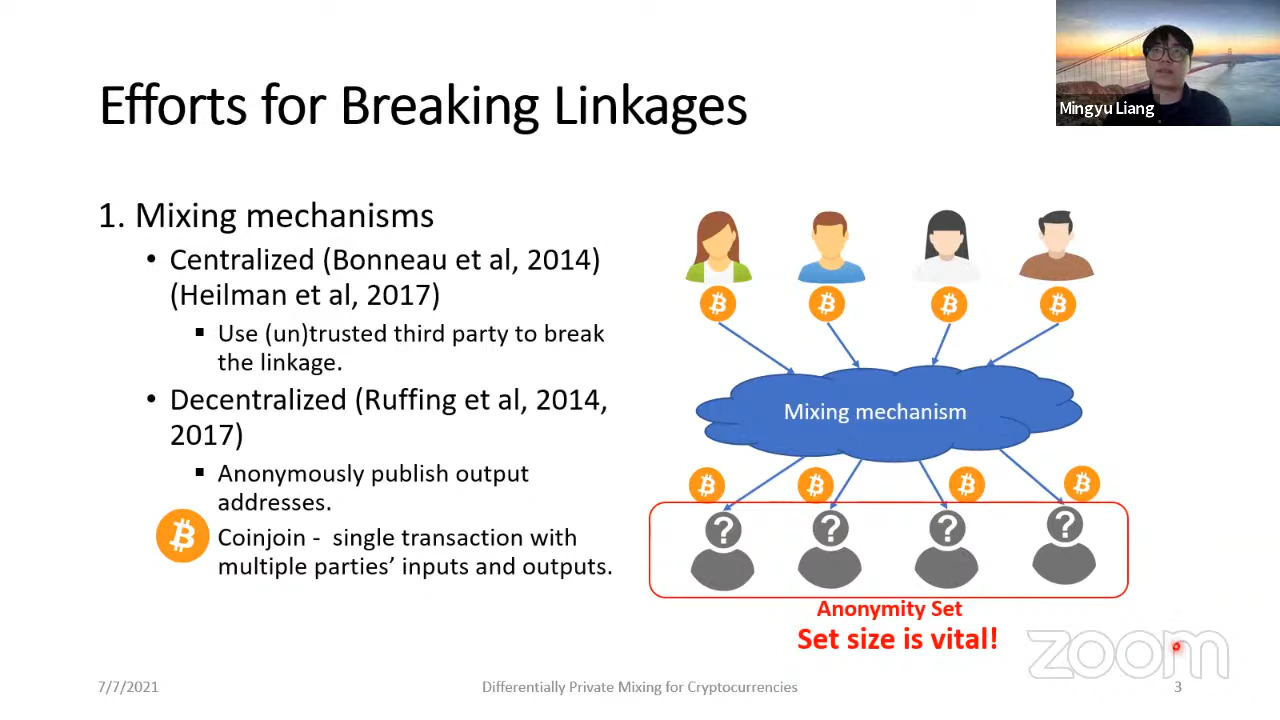 Efforts for Breaking Linkages
Mingyu Liang
1. Mixing mechanisms
• Centralized (Bonneau et al, 2014)
(Heilman et al, 2017)
▪ Use (un)trusted third party to break
the linkage.
• Decentralized (Ruffing et al, 2014,
2017)
▪ Anonymously publish output
addresses.
Coinjoin - single transaction with
multiple parties’ inputs and outputs.
Mixing mechanism
? ? ? ?
Anonymity Set
Set size is vital!
zoom
7/7/2021
Differentially Private Mixing for Cryptocurrencies
3